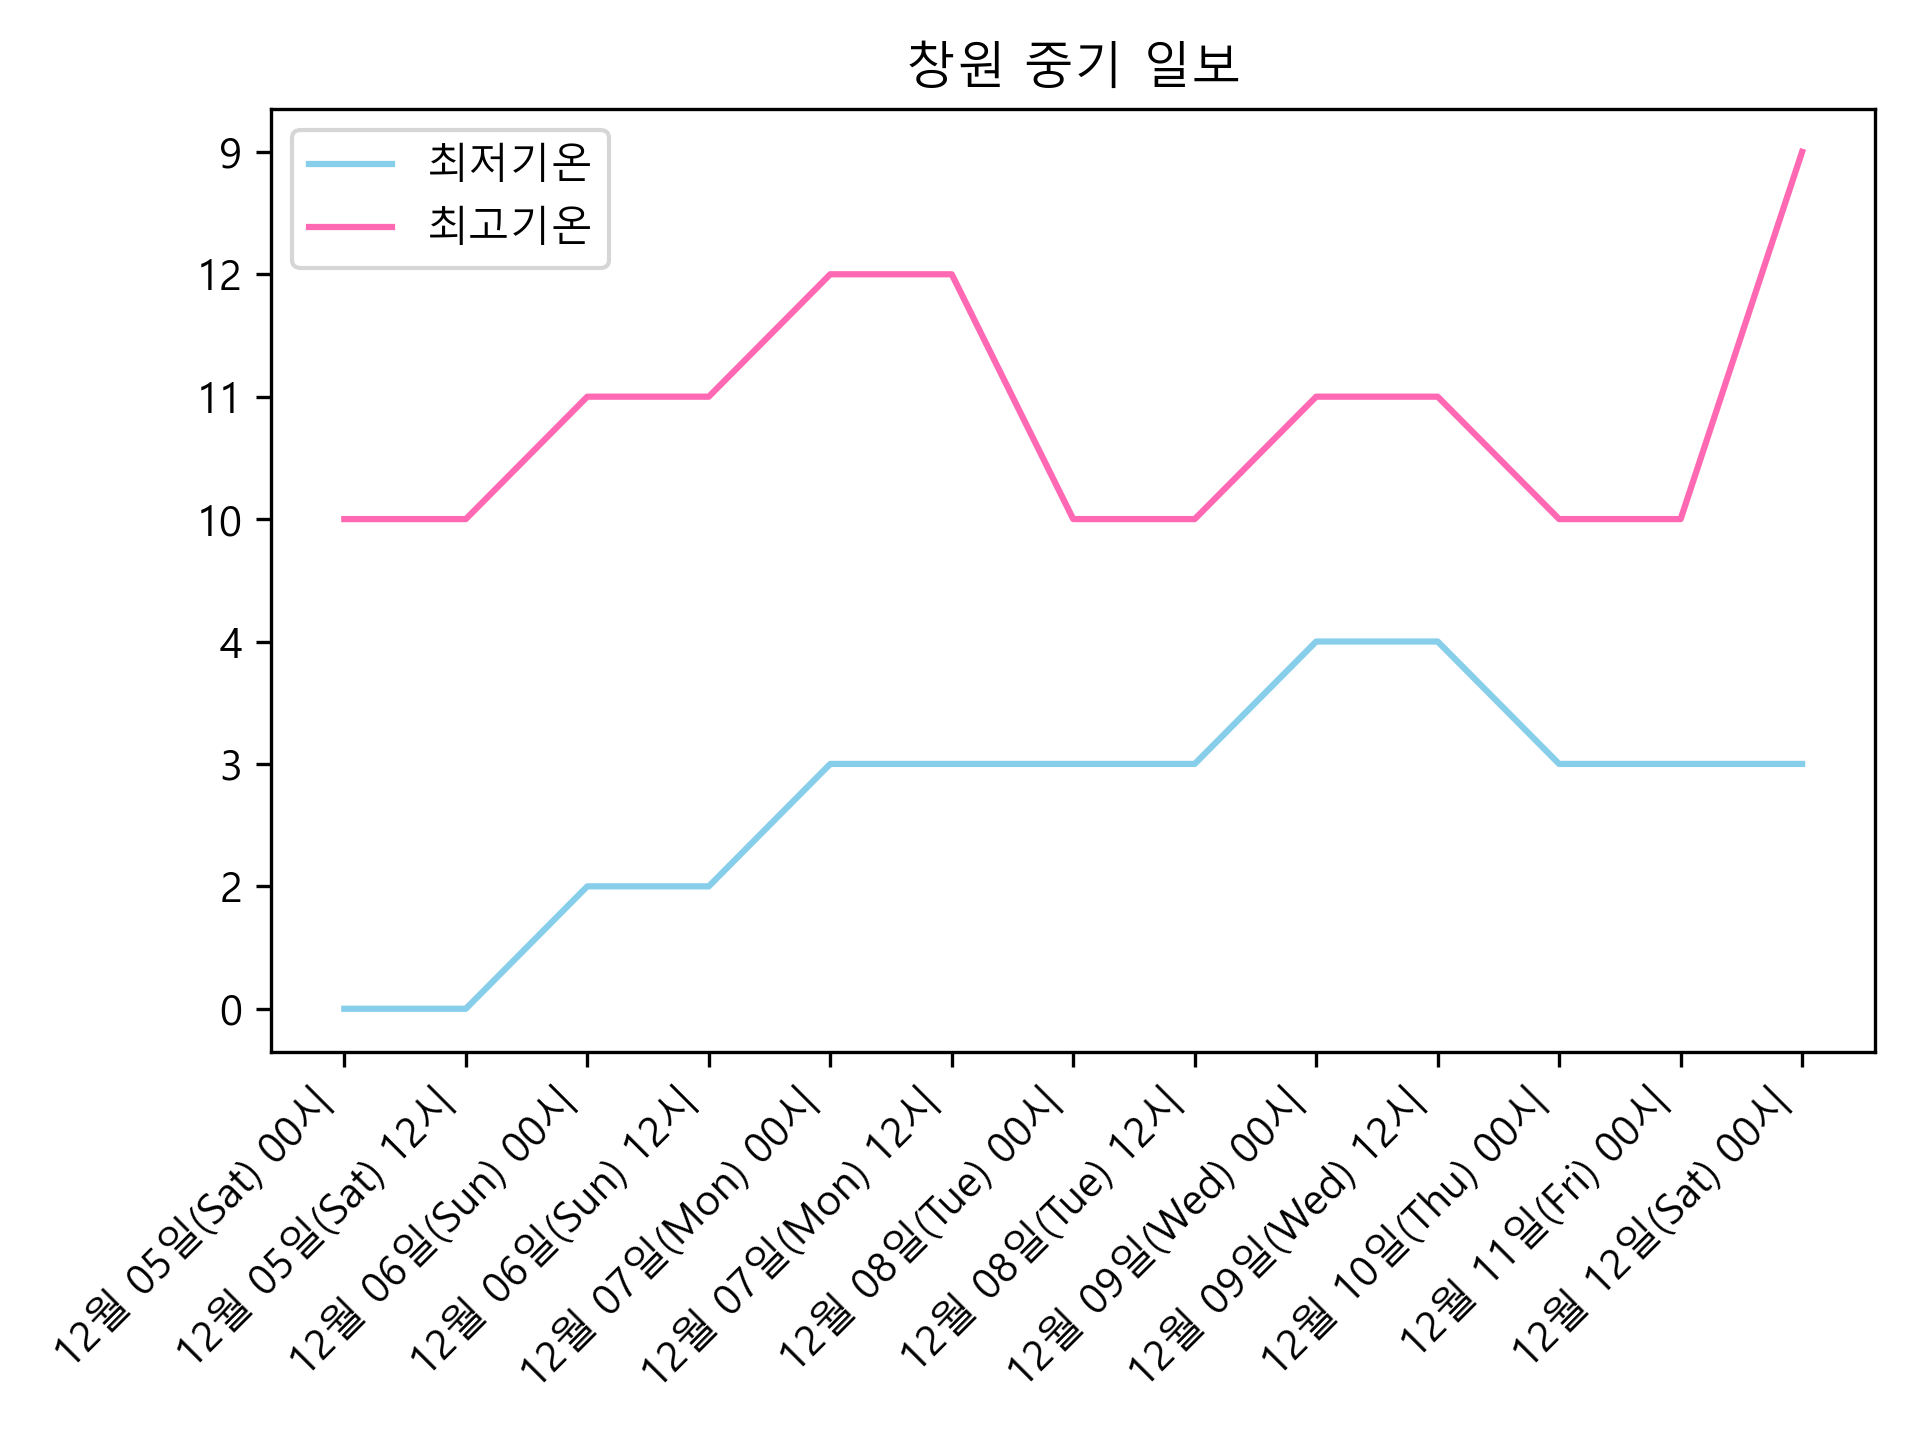 창원 중기 일보
최저기온
최고기온
9
12
11
10
4
3
2
0
12월 05일(Sat) 00시
12월 05일(Sat) 12시
12월 06일(Sun) 00시
12월 06일(Sun) 12시
12월 07일(Mon) 00시
12월 07일(Mon) 12시
12월 08일(Tue) 00시
12월 08일(Tue) 12시
12월 09일(Wed) 00시
12월 09일(Wed) 12시
12월 10일(Thu) 00시
12월 11일(Fri) 00시
12월 12일(Sat) 00시